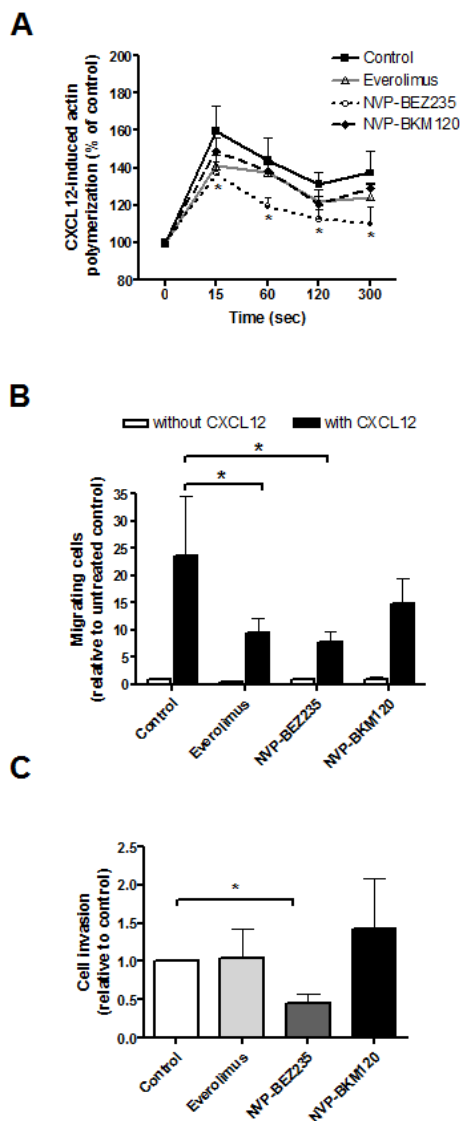 A
CXCL12-induced actin
polymerization (% of control)
200
180
160
140
120
100
80
Control
Everolimus
NVP-BEZ235
NVP-BKM120
* * * *
0 15 60 120 300
Time (sec)
B
without CXCL12 with CXCL12
*
*
Migrating cells
(relative to untreated control)
35
30
25
20
15
10
5
0
Control Everolimus NVP-BEZ235 NVP-BKM120
C
Cell invasion
(relative to control)
2.5
2.0
1.5
1.0
0.5
0.0
*
Control Everolimus NVP-BEZ235 NVP-BKM120